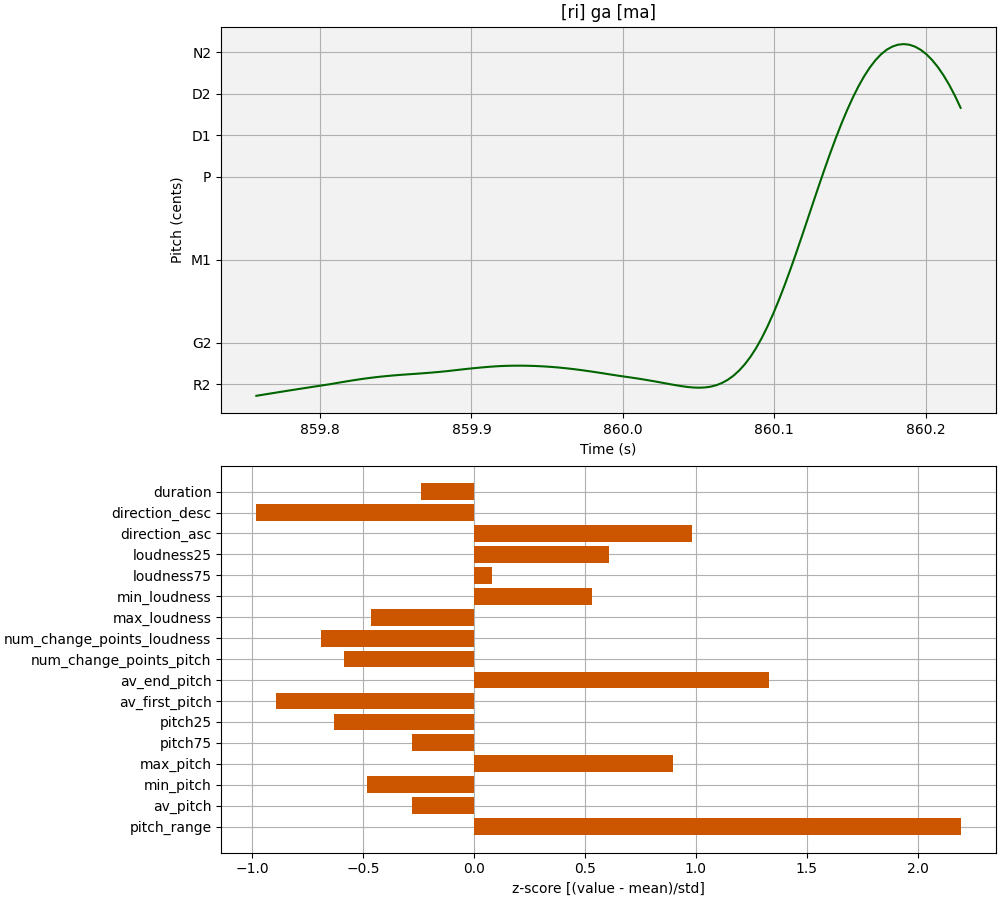 [ri] ga [ma]
N2
D2
D1
P
M1
G2
R2
Pitch (cents)
859.8 859.9 860.0 860.1 860.2
Time (s)
duration
direction_desc
direction_asc
loudness25
loudness75
min_loudness
max_loudness
num_change_points_loudness
num_change_points_pitch
av_end_pitch
av_first_pitch
pitch25
pitch75
max_pitch
min_pitch
av_pitch
pitch_range
−1.0 −0.5 0.0 0.5 1.0 1.5 2.0
z-score [(value - mean)/std]